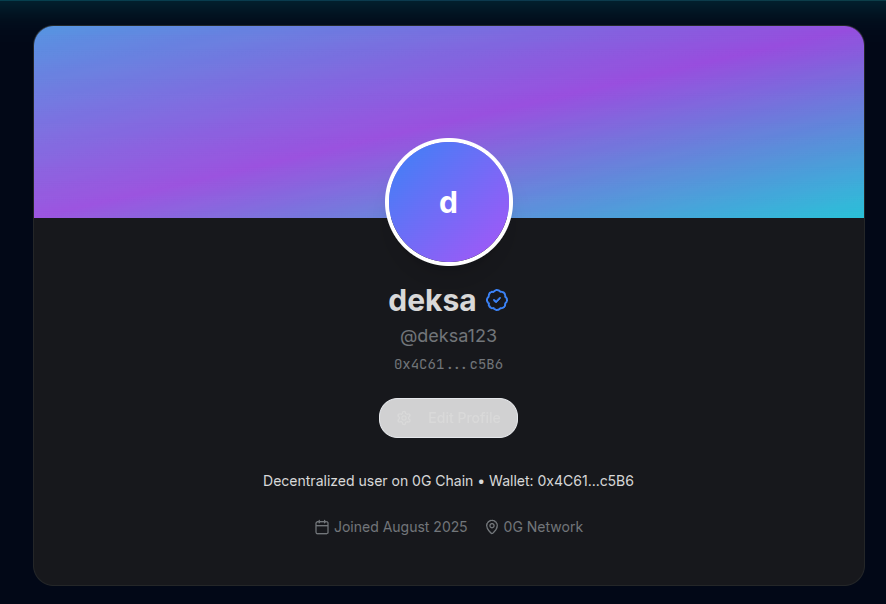 d
deksa
@deksa123
0x4C61...c5B6
Edit Profile
Decentralized user on 0G Chain • Wallet: 0x4C61...c5B6
Joined August 2025 0G Network